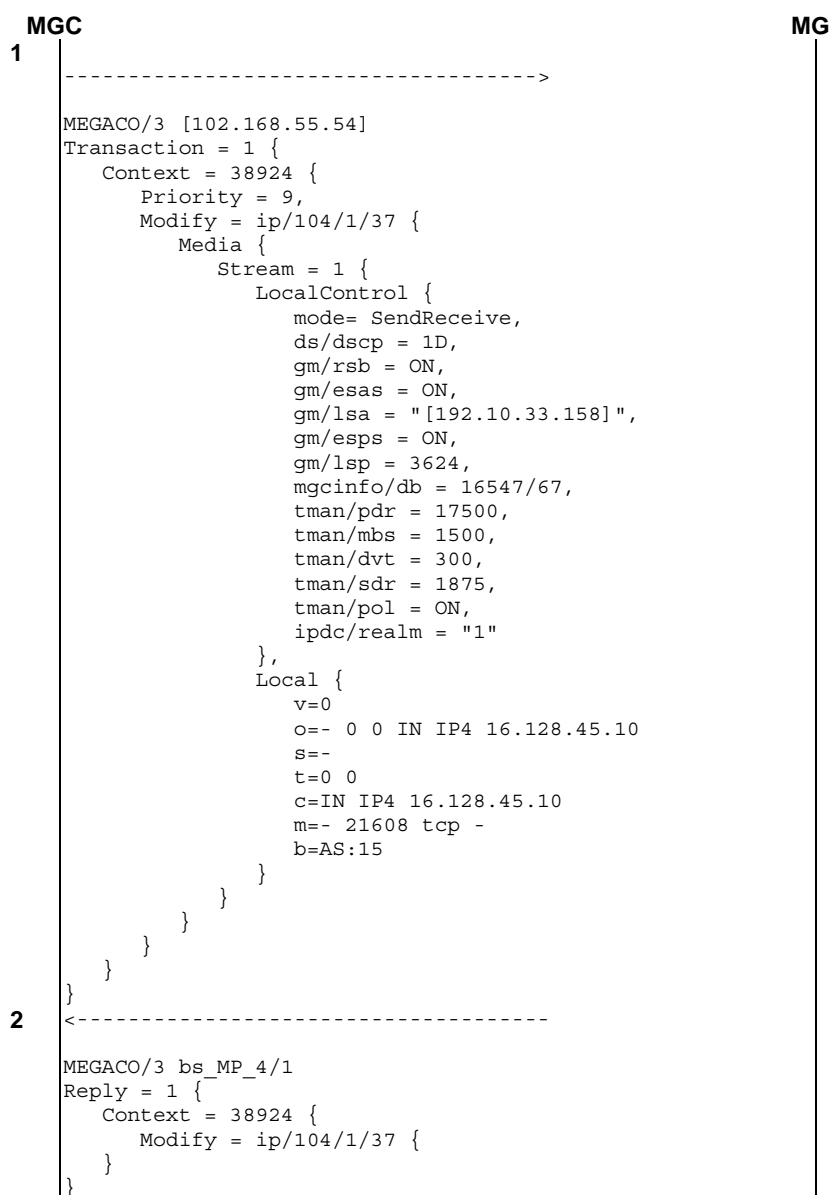 MGC MG
1
------------------------------------->
MEGACO/3 [102.168.55.54]
Transaction = 1 {
   Context = 38924 {
      Priority = 9,
      Modify = ip/104/1/37 {
         Media {
            Stream = 1 {
               LocalControl {
                  mode= SendReceive,
                  ds/dscp = 1D,
                  gm/rsb = ON,
                  gm/esas = ON,
                  gm/lsa = "[192.10.33.158]",
                  gm/esps = ON,
                  gm/lsp = 3624,
                  mgcinfo/db = 16547/67,
                  tman/pdr = 17500,
                  tman/mbs = 1500,
                  tman/dvt = 300,
                  tman/sdr = 1875,
                  tman/pol = ON,
                  ipdc/realm = "1"
               },
               Local {
                  v=0
                  o=- 0 0 IN IP4 16.128.45.10
                  s=-
                  t=0 0
                  c=IN IP4 16.128.45.10
                  m=- 21608 tcp -
                  b=AS:15
               }
            }
         }
      }
   }
}
2 <-------------------------------------
MEGACO/3 bs_MP_4/1
Reply = 1 {
   Context = 38924 {
      Modify = ip/104/1/37 {
   }
}